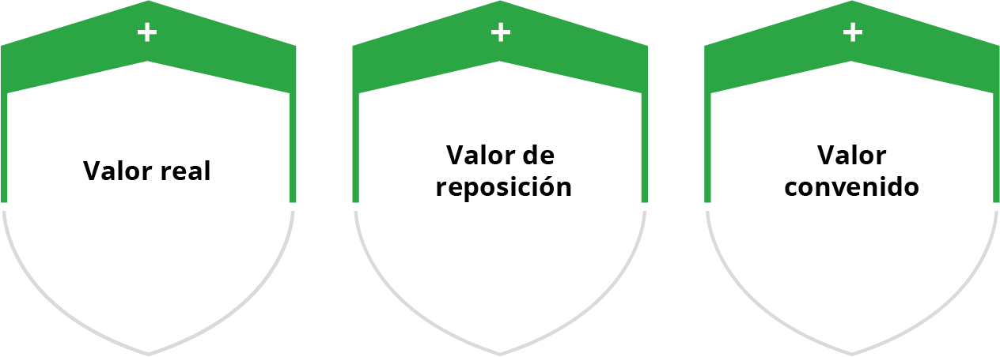 +
+
+
Valor real
Valor de
reposición
Valor
convenido